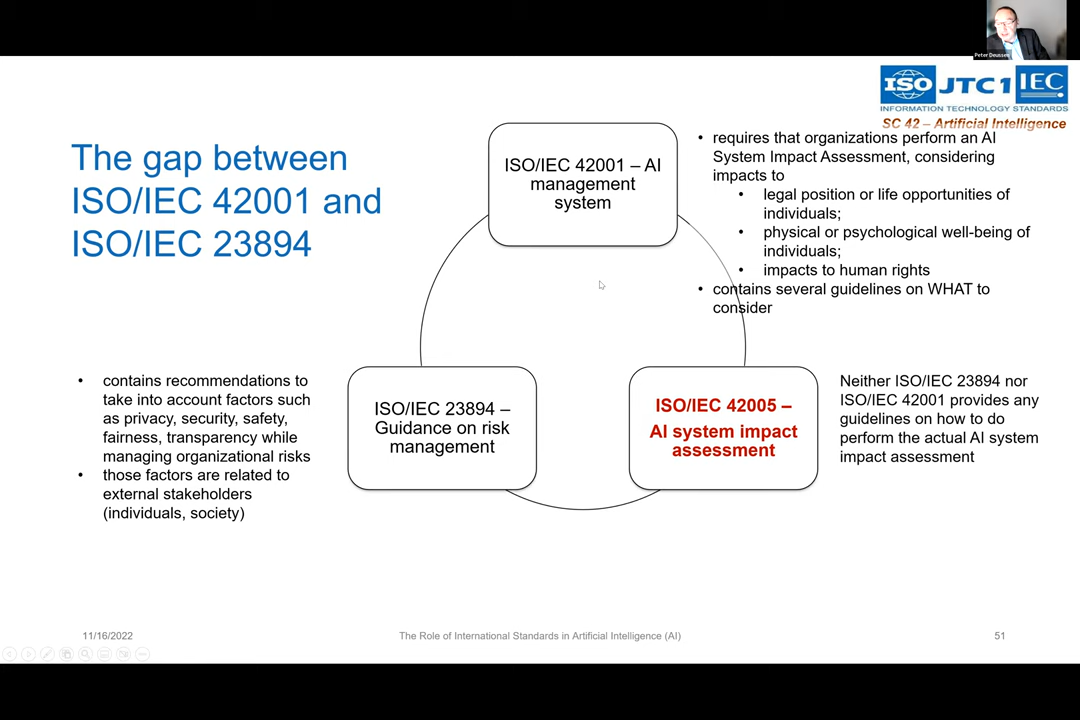 Peter Deussen
ISO JTC 1 IEC
INFORMATION TECHNOLOGY STANDARDS
SC 42 – Artificial Intelligence
The gap between
ISO/IEC 42001 and
ISO/IEC 23894
ISO/IEC 42001 – AI
management
system
• requires that organizations perform an AI
System Impact Assessment, considering
impacts to
• legal position or life opportunities of
individuals;
• physical or psychological well-being of
individuals;
• impacts to human rights
• contains several guidelines on WHAT to
consider
• contains recommendations to
take into account factors such
as privacy, security, safety,
fairness, transparency while
managing organizational risks
• those factors are related to
external stakeholders
(individuals, society)
ISO/IEC 23894 –
Guidance on risk
management
ISO/IEC 42005 –
AI system impact
assessment
Neither ISO/IEC 23894 nor
ISO/IEC 42001 provides any
guidelines on how to do
perform the actual AI system
impact assessment
11/16/2022
The Role of International Standards in Artificial Intelligence (AI)
51